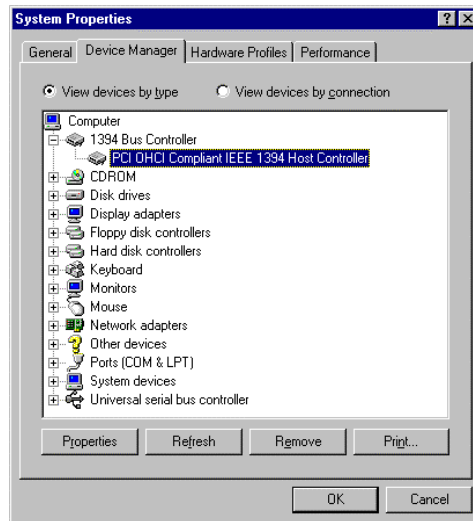 System Properties
General Device Manager Hardware Profiles Performance
View devices by type View devices by connection
Computer
1394 Bus Controller
PCI OHCI Compliant IEEE 1394 Host Controller
CDROM
Disk drives
Display adapters
Floppy disk controllers
Hard disk controllers
Keyboard
Monitors
Mouse
Network adapters
Other devices
Ports (COM & LPT)
System devices
Universal serial bus controller
Properties Refresh Remove Print...
OK Cancel